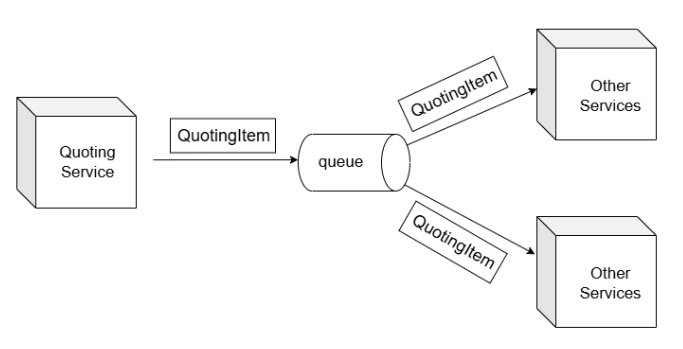 Quoting
Service
QuotingItem
queue
QuotingItem
QuotingItem
Other
Services
Other
Services